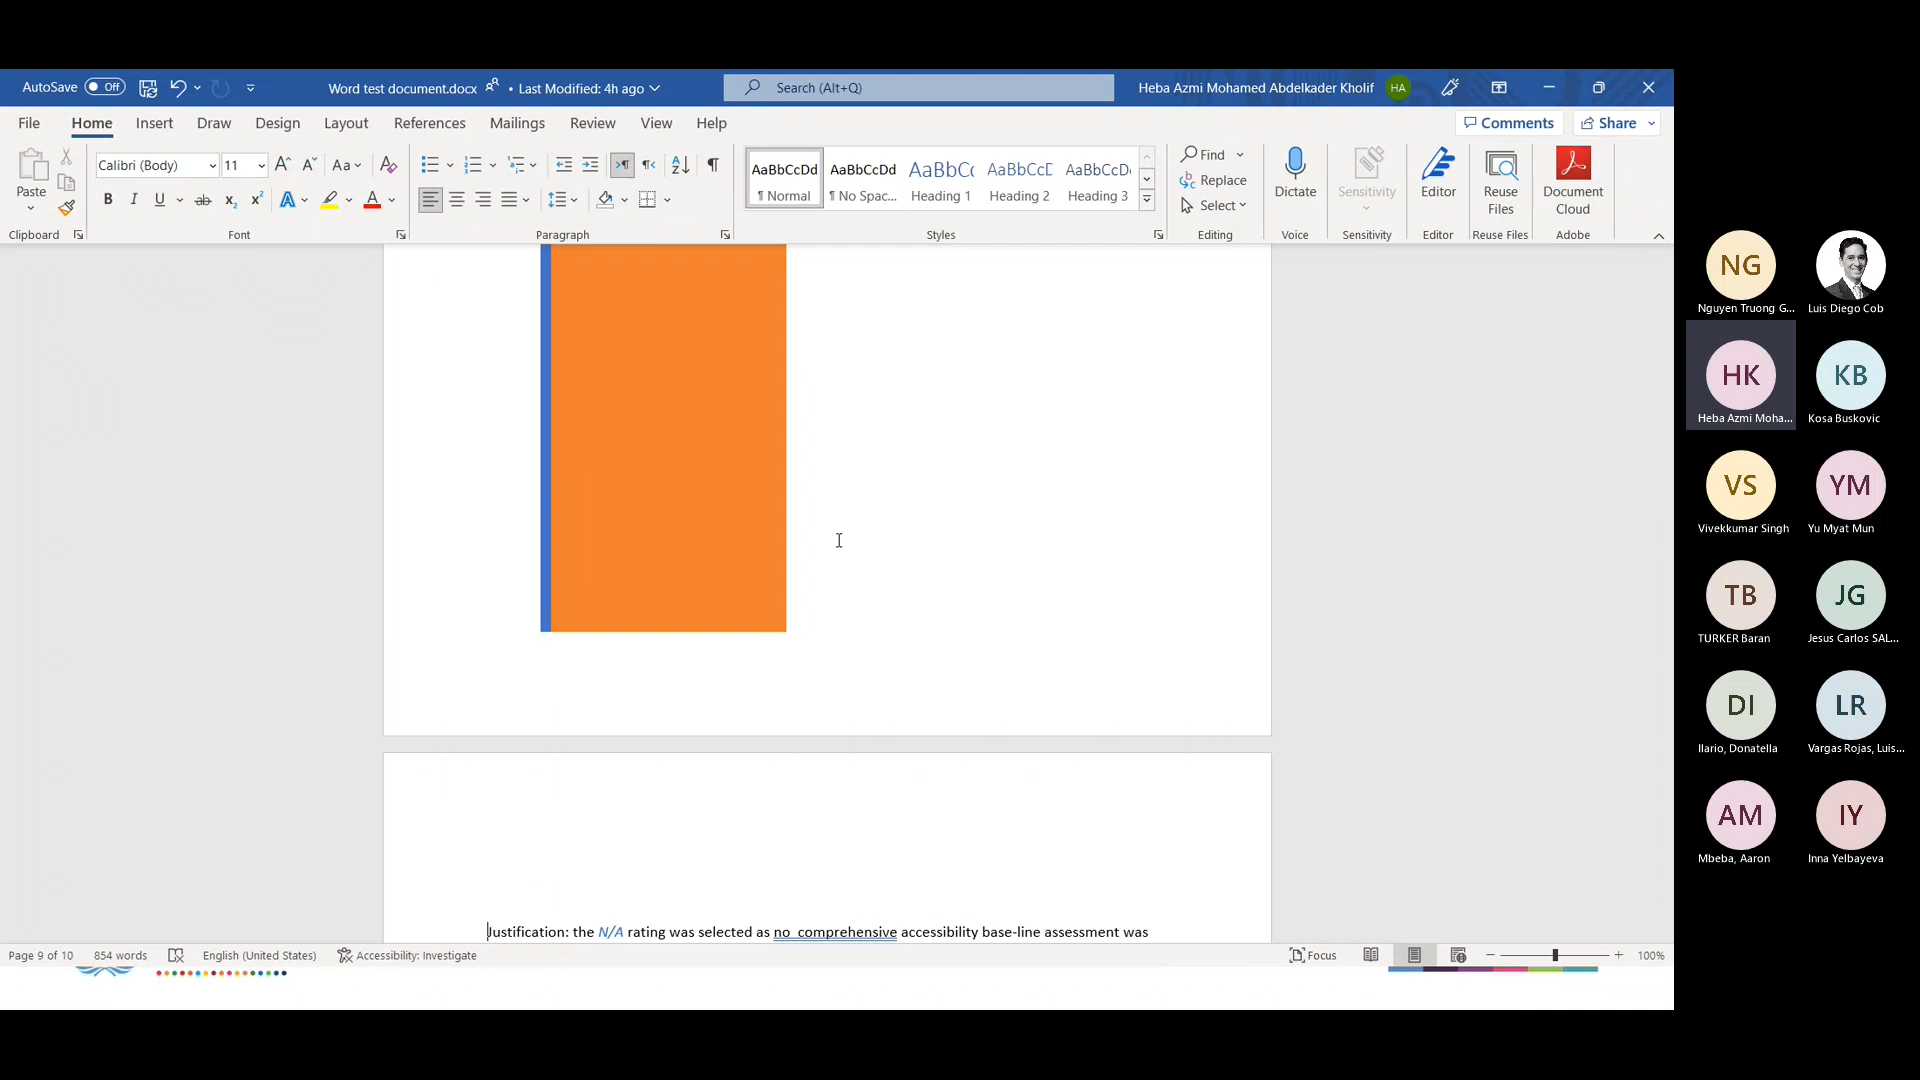 AutoSave Off Word test document.docx • Last Modified: 4h ago Search (Alt+Q) Heba Azmi Mohamed Abdelkader Kholif HA
File Home Insert Draw Design Layout References Mailings Review View Help Comments Share
Calibri (Body) 11 Aa AaBbCcDd AaBbCcDd AaBbCc AaBbCcD AaBbCcD Find
Paste Replace Dictate Sensitivity Editor Reuse Files Document Cloud
B I U ab x2 x2 A A ¶ Normal ¶ No Spac... Heading 1 Heading 2 Heading 3 Select
Clipboard Font Paragraph Styles Editing Voice Sensitivity Editor Reuse Files Adobe
Justification: the N/A rating was selected as no comprehensive accessibility base-line assessment was
Page 9 of 10 854 words English (United States) Accessibility: Investigate Focus 100%
NG
Nguyen Truong G... Luis Diego Cob
HK KB
Heba Azmi Moha... Kosa Buskovic
VS YM
Vivekkumar Singh Yu Myat Mun
TB JG
TURKER Baran Jesus Carlos SAL...
DI LR
Ilario, Donatella Vargas Rojas, Luis...
AM IY
Mbeba, Aaron Inna Yelbayeva